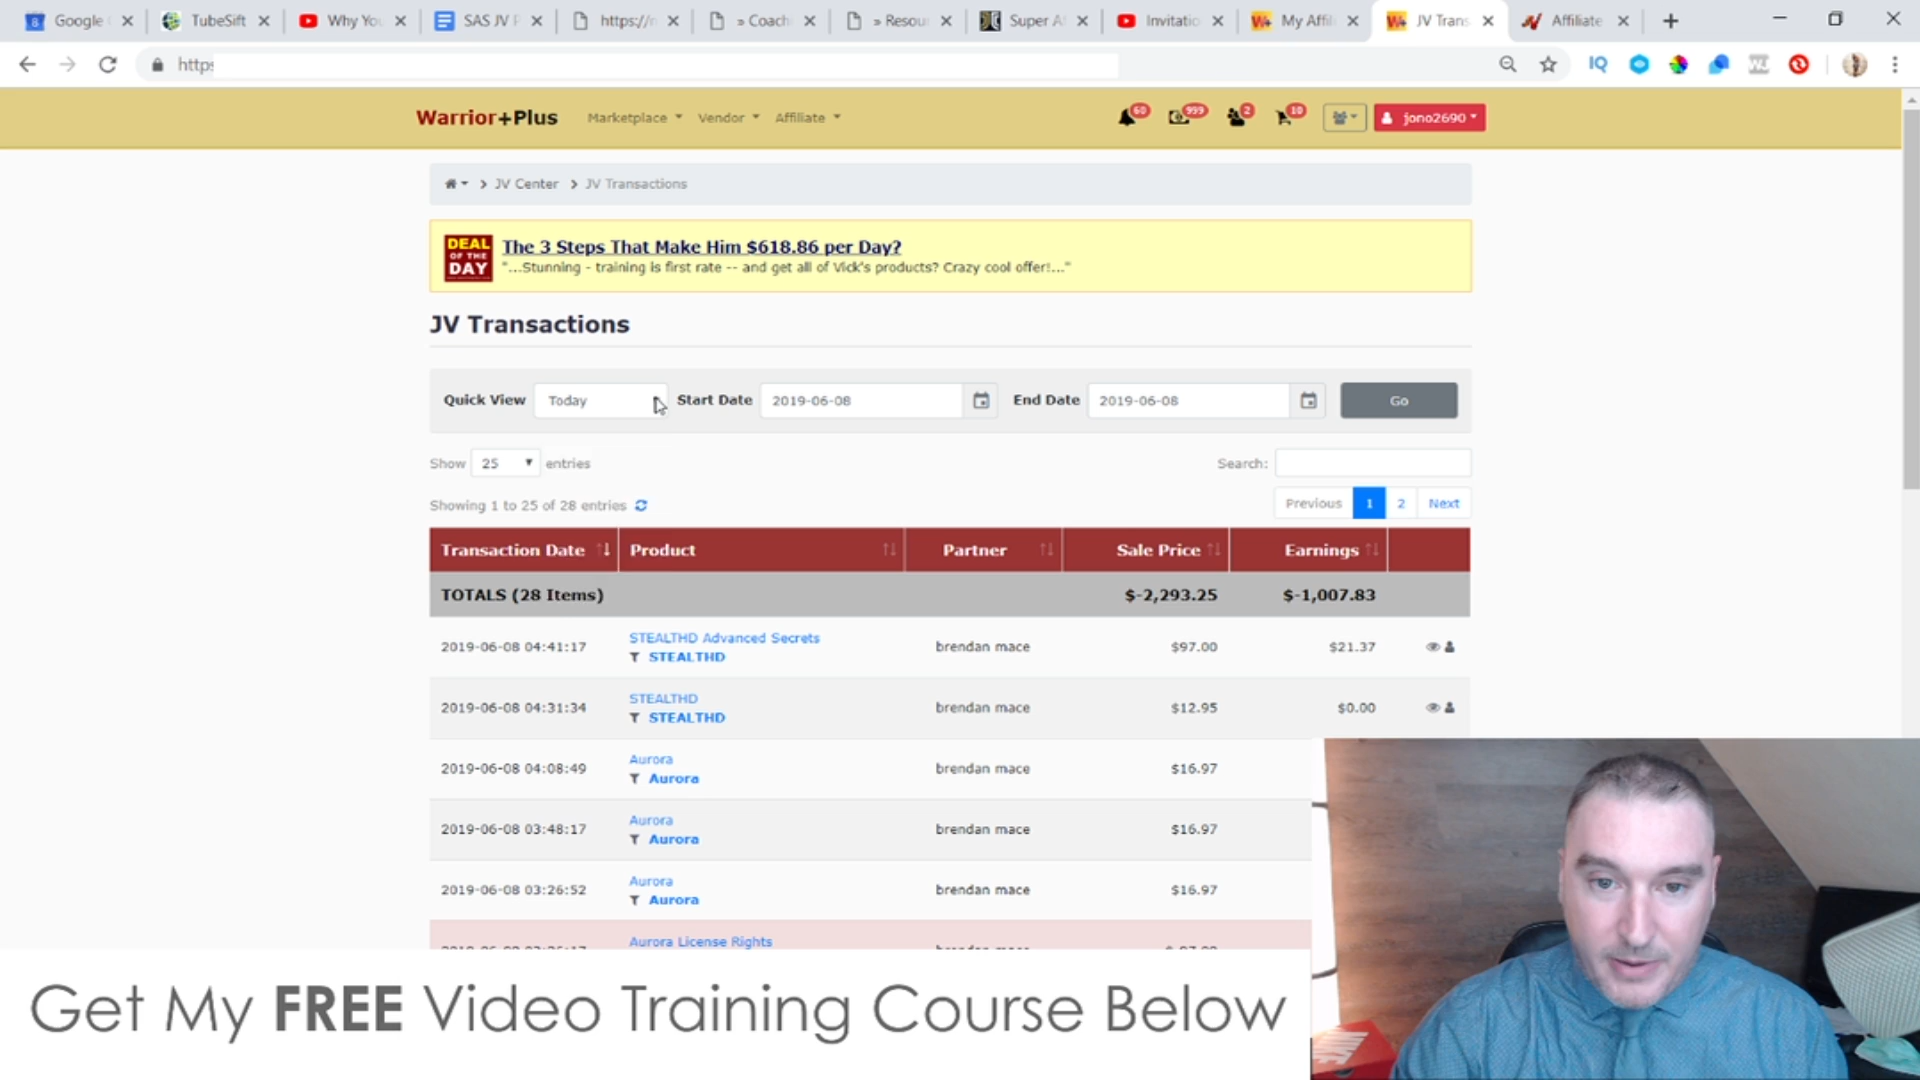 Google
TubeSift
Why You
SAS JV P
https://
» Coach
» Resour
Super Af
Invitatio
My Affil
JV Trans
Affiliate
https
Warrior+Plus
Marketplace
Vendor
Affiliate
60
999
2
10
jono2690
JV Center
JV Transactions
DEAL OF THE DAY
The 3 Steps That Make Him $618.86 per Day?
"...Stunning - training is first rate -- and get all of Vick's products? Crazy cool offer!..."
JV Transactions
Quick View Today Start Date 2019-06-08 End Date 2019-06-08 Go
Show 25 entries Search:
Showing 1 to 25 of 28 entries Previous 1 2 Next
Transaction Date Product Partner Sale Price Earnings
TOTALS (28 Items) $-2,293.25 $-1,007.83
2019-06-08 04:41:17 STEALTHD Advanced Secrets brendan mace $97.00 $21.37
STEALTHD
2019-06-08 04:31:34 STEALTHD brendan mace $12.95 $0.00
STEALTHD
2019-06-08 04:08:49 Aurora brendan mace $16.97
Aurora
2019-06-08 03:48:17 Aurora brendan mace $16.97
Aurora
2019-06-08 03:26:52 Aurora brendan mace $16.97
Aurora
Aurora License Rights
Get My FREE Video Training Course Below